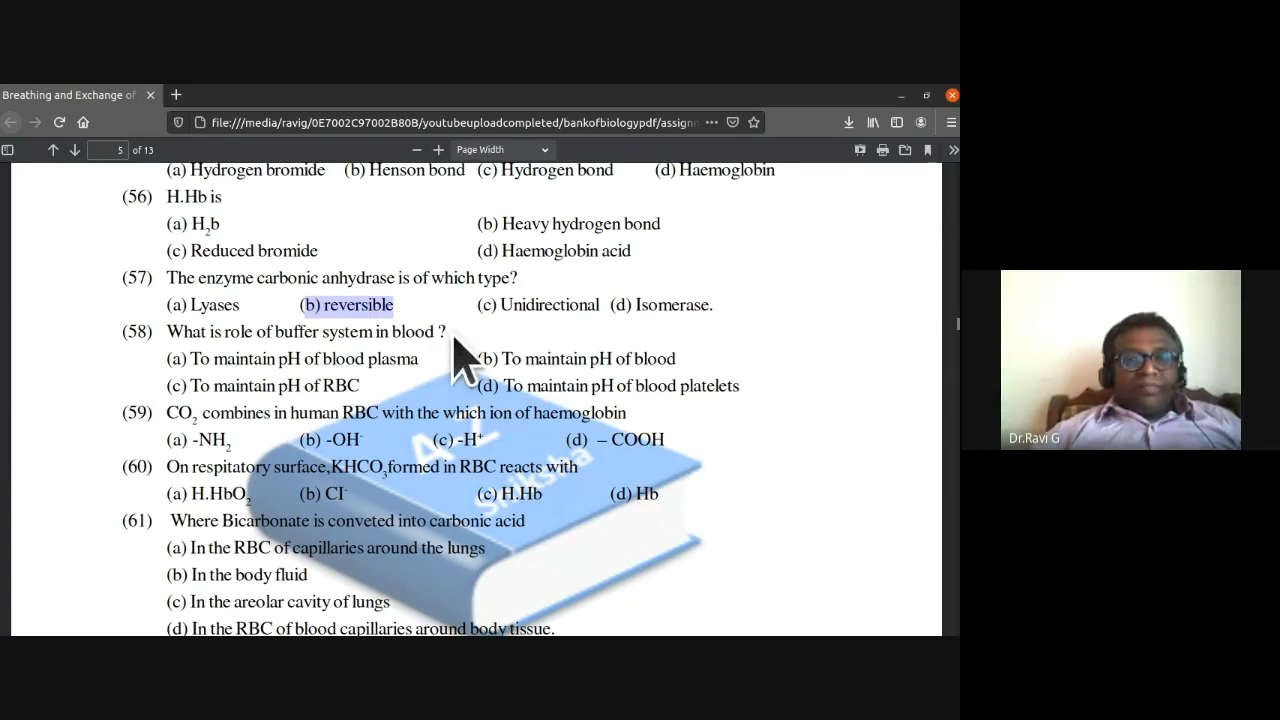 Breathing and Exchange of
file:///media/ravig/0E7002C97002B80B/youtubeuploadcompleted/bankofbiologypdf/assignm
5 of 13
Page Width
(a) Hydrogen bromide (b) Henson bond (c) Hydrogen bond (d) Haemoglobin
(56) H.Hb is
(a) H₂b (b) Heavy hydrogen bond
(c) Reduced bromide (d) Haemoglobin acid
(57) The enzyme carbonic anhydrase is of which type?
(a) Lyases (b) reversible (c) Unidirectional (d) Isomerase.
(58) What is role of buffer system in blood ?
(a) To maintain pH of blood plasma (b) To maintain pH of blood
(c) To maintain pH of RBC (d) To maintain pH of blood platelets
(59) CO₂ combines in human RBC with the which ion of haemoglobin
(a) -NH₂ (b) -OH⁻ (c) -H⁺ (d) – COOH
(60) On respitatory surface,KHCO₃formed in RBC reacts with
(a) H.HbO₂ (b) CI⁻ (c) H.Hb (d) Hb
(61) Where Bicarbonate is conveted into carbonic acid
(a) In the RBC of capillaries around the lungs
(b) In the body fluid
(c) In the areolar cavity of lungs
(d) In the RBC of blood capillaries around body tissue.
Dr.Ravi G